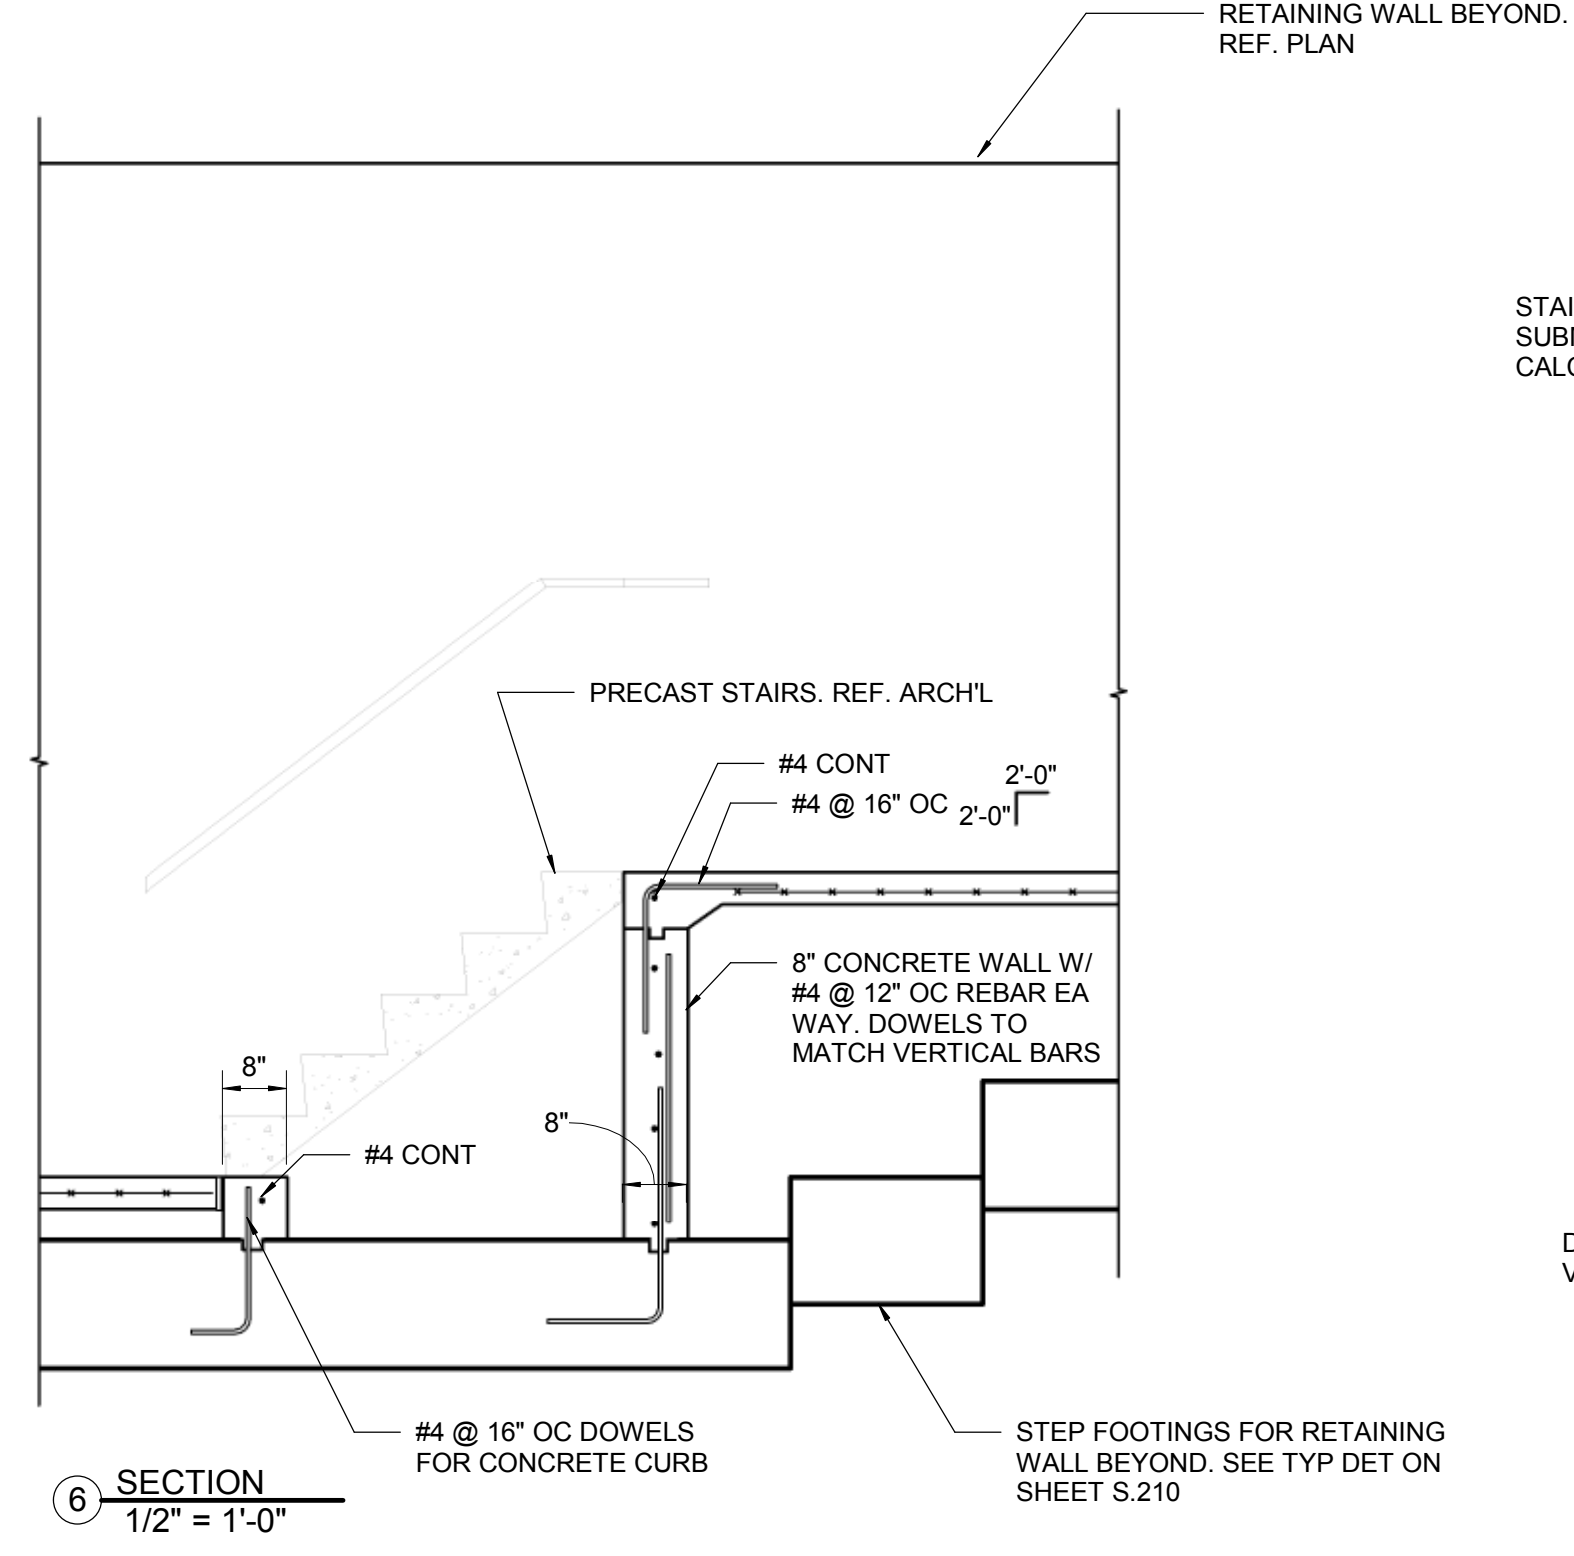 RETAINING WALL BEYOND.
REF. PLAN
PRECAST STAIRS. REF. ARCH'L
#4 CONT
#4 @ 16" OC
2'-0"
2'-0"
8" CONCRETE WALL W/
#4 @ 12" OC REBAR EA
WAY. DOWELS TO
MATCH VERTICAL BARS
8"
8"
#4 CONT
#4 @ 16" OC DOWELS
FOR CONCRETE CURB
STEP FOOTINGS FOR RETAINING
WALL BEYOND. SEE TYP DET ON
SHEET S.210
6
SECTION
1/2" = 1'-0"